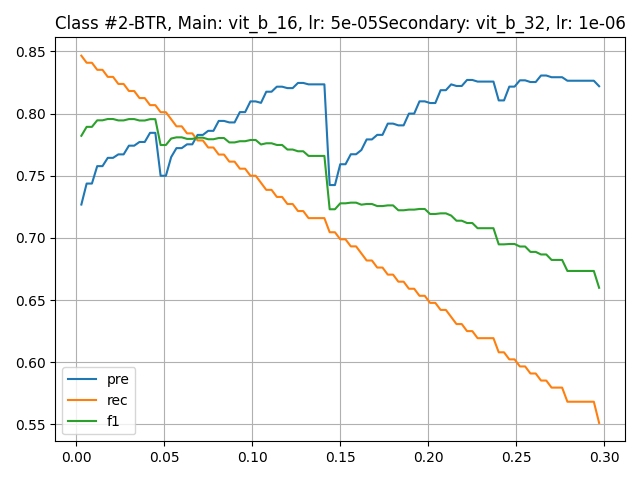 Class #2-BTR, Main: vit_b_16, lr: 5e-05Secondary: vit_b_32, lr: 1e-06
0.85
0.80
0.75
0.70
0.65
0.60
0.55
pre
rec
f1
0.00 0.05 0.10 0.15 0.20 0.25 0.30